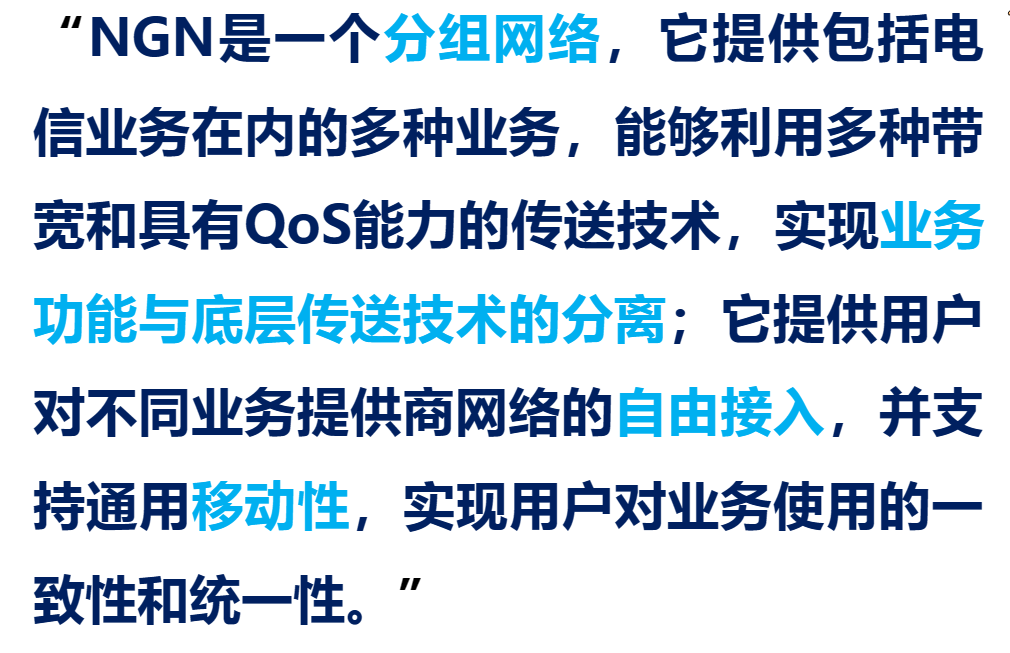 “NGN是一个分组网络，它提供包括电
信业务在内的多种业务，能够利用多种带
宽和具有QoS能力的传送技术，实现业务
功能与底层传送技术的分离；它提供用户
对不同业务提供商网络的自由接入，并支
持通用移动性，实现用户对业务使用的一
致性和统一性。”